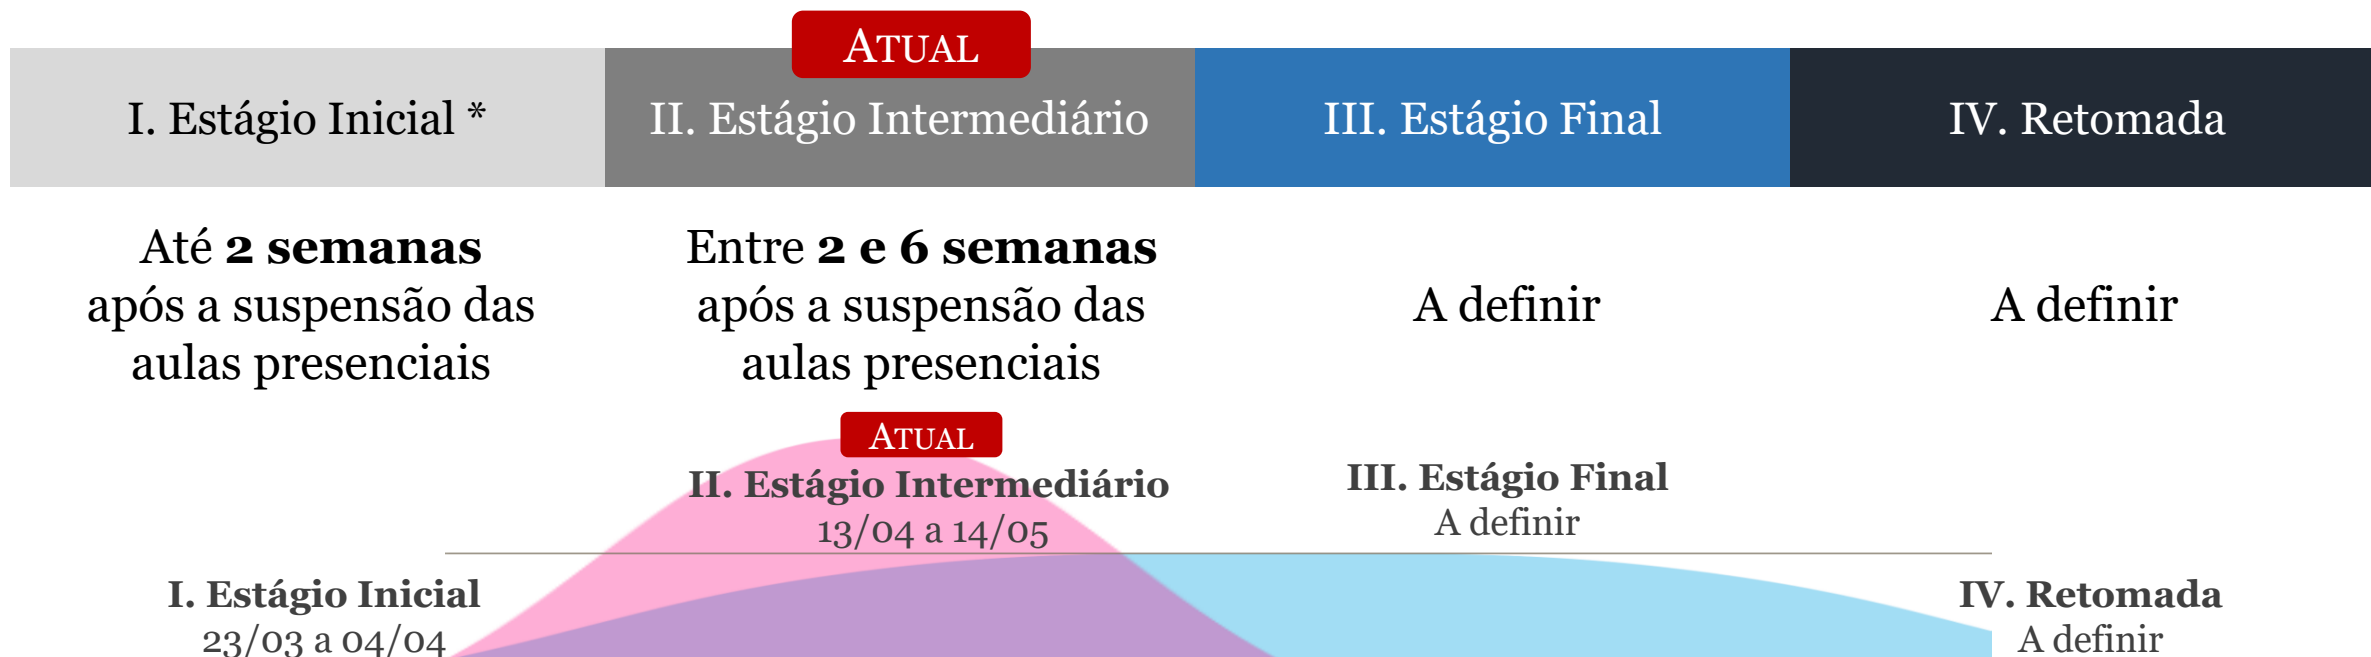 ATUAL
I. Estágio Inicial *
II. Estágio Intermediário
III. Estágio Final
IV. Retomada
Até 2 semanas
após a suspensão das
aulas presenciais
Entre 2 e 6 semanas
após a suspensão das
aulas presenciais
A definir
A definir
ATUAL
II. Estágio Intermediário
13/04 a 14/05
III. Estágio Final
A definir
I. Estágio Inicial
23/03 a 04/04
IV. Retomada
A definir